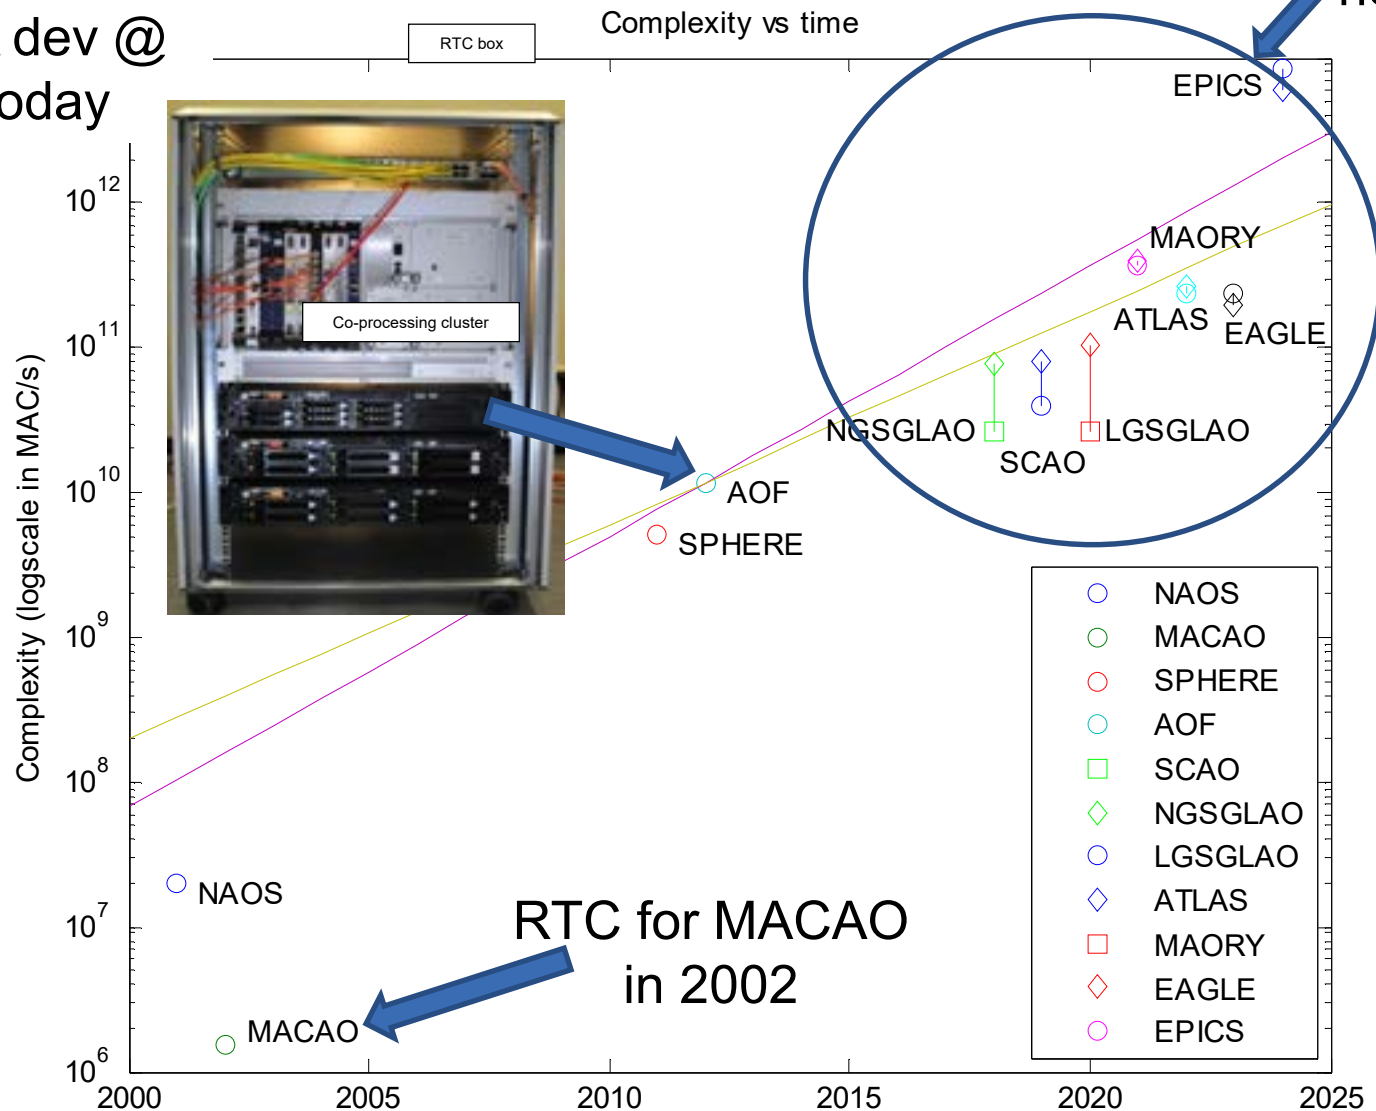 Complexity vs time
dev @
today
RTC box
Co-processing cluster
EPICS
MAORY
ATLAS
EAGLE
NGSGLAO
SCAO
LGSGLAO
AOF
SPHERE
NAOS
MACAO
RTC for MACAO
in 2002
Complexity (logscale in MAC/s)
10^12
10^11
10^10
10^9
10^8
10^7
10^6
2000 2005 2010 2015 2020 2025
NAOS
MACAO
SPHERE
AOF
SCAO
NGSGLAO
LGSGLAO
ATLAS
MAORY
EAGLE
EPICS